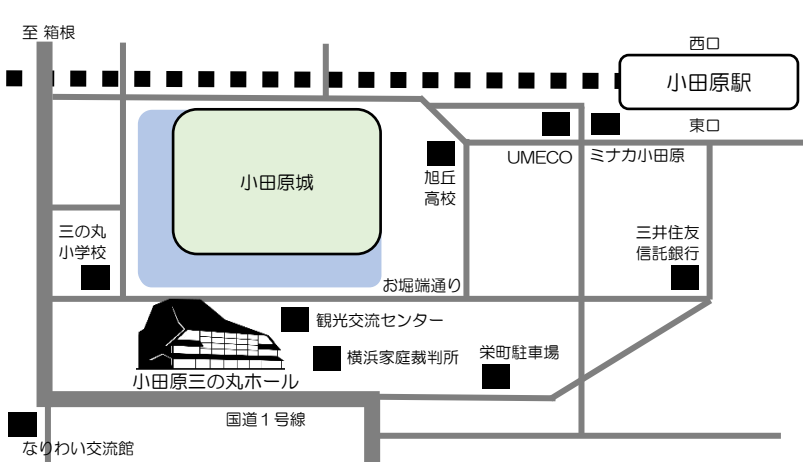 至 箱根
西口
小田原駅
東口
UMECO
ミナカ小田原
旭丘
高校
小田原城
三の丸
小学校
三井住友
信託銀行
お堀端通り
観光交流センター
横浜家庭裁判所
栄町駐車場
小田原三の丸ホール
国道１号線
なりわい交流館